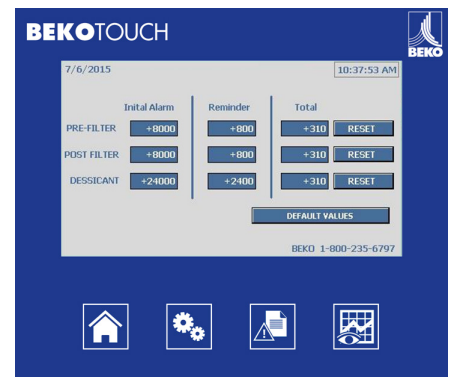 BEKOTOUCH
BEKO
7/6/2015 10:37:53 AM
Inital Alarm Reminder Total
PRE-FILTER +8000 +800 +310 RESET
POST FILTER +8000 +800 +310 RESET
DESSICANT +24000 +2400 +310 RESET
DEFAULT VALUES
BEKO 1-800-235-6797